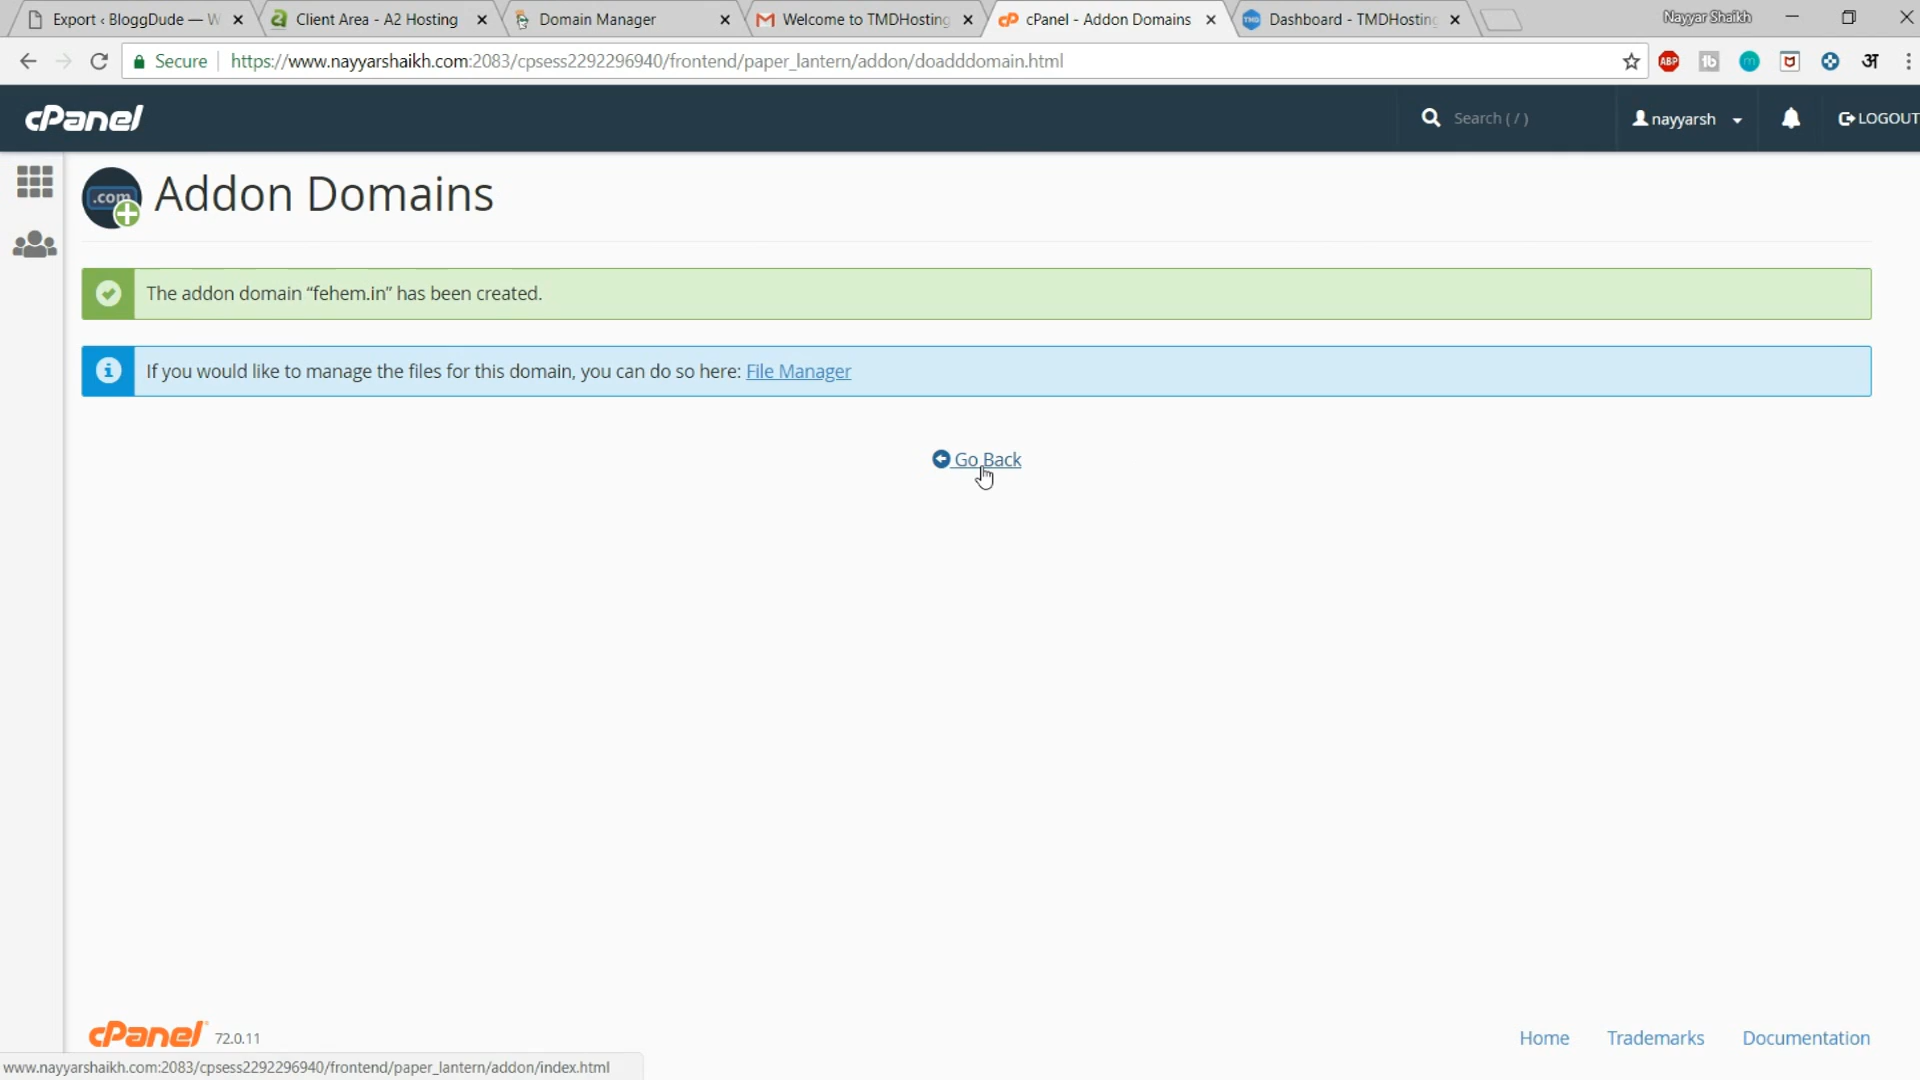 Export ‹ BloggDude — W
Client Area - A2 Hosting
Domain Manager
Welcome to TMDHosting
cPanel - Addon Domains
Dashboard - TMDHosting
Nayyar Shaikh
Secure
https://www.nayyarshaikh.com:2083/cpsess2292296940/frontend/paper_lantern/addon/doadddomain.html
ABP
cPanel
Search ( / )
nayyarsh
LOGOUT
.com
Addon Domains
The addon domain “fehem.in” has been created.
If you would like to manage the files for this domain, you can do so here: File Manager
Go Back
cPanel 72.0.11
Home
Trademarks
Documentation
www.nayyarshaikh.com:2083/cpsess2292296940/frontend/paper_lantern/addon/index.html